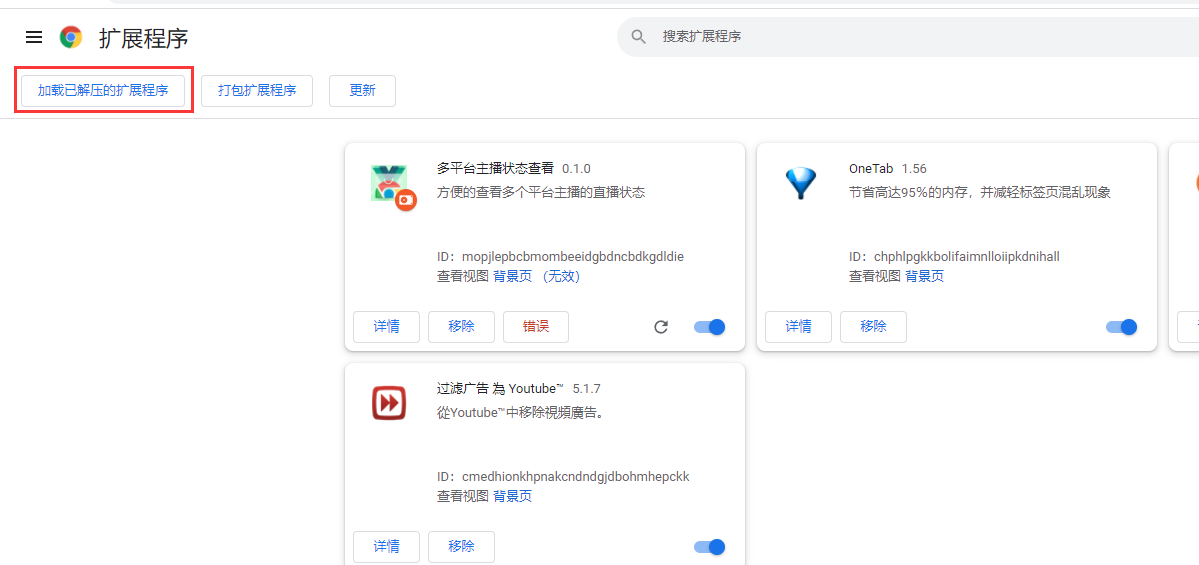 扩展程序
搜索扩展程序
加载已解压的扩展程序
打包扩展程序
更新
多平台主播状态查看 0.1.0
方便的查看多个平台主播的直播状态
ID：mopjlepbcbmombeeidgbdncbdkgdldie
查看视图 背景页 （无效）
详情
移除
错误
OneTab 1.56
节省高达95％的内存，并减轻标签页混乱现象
ID：chphlpgkkbolifaimnlloiipkdnihall
查看视图 背景页
详情
移除
过滤广告 為 Youtube™ 5.1.7
從Youtube™中移除視頻廣告。
ID：cmedhionkhpnakcndndgjdbohmhepckk
查看视图 背景页
详情
移除